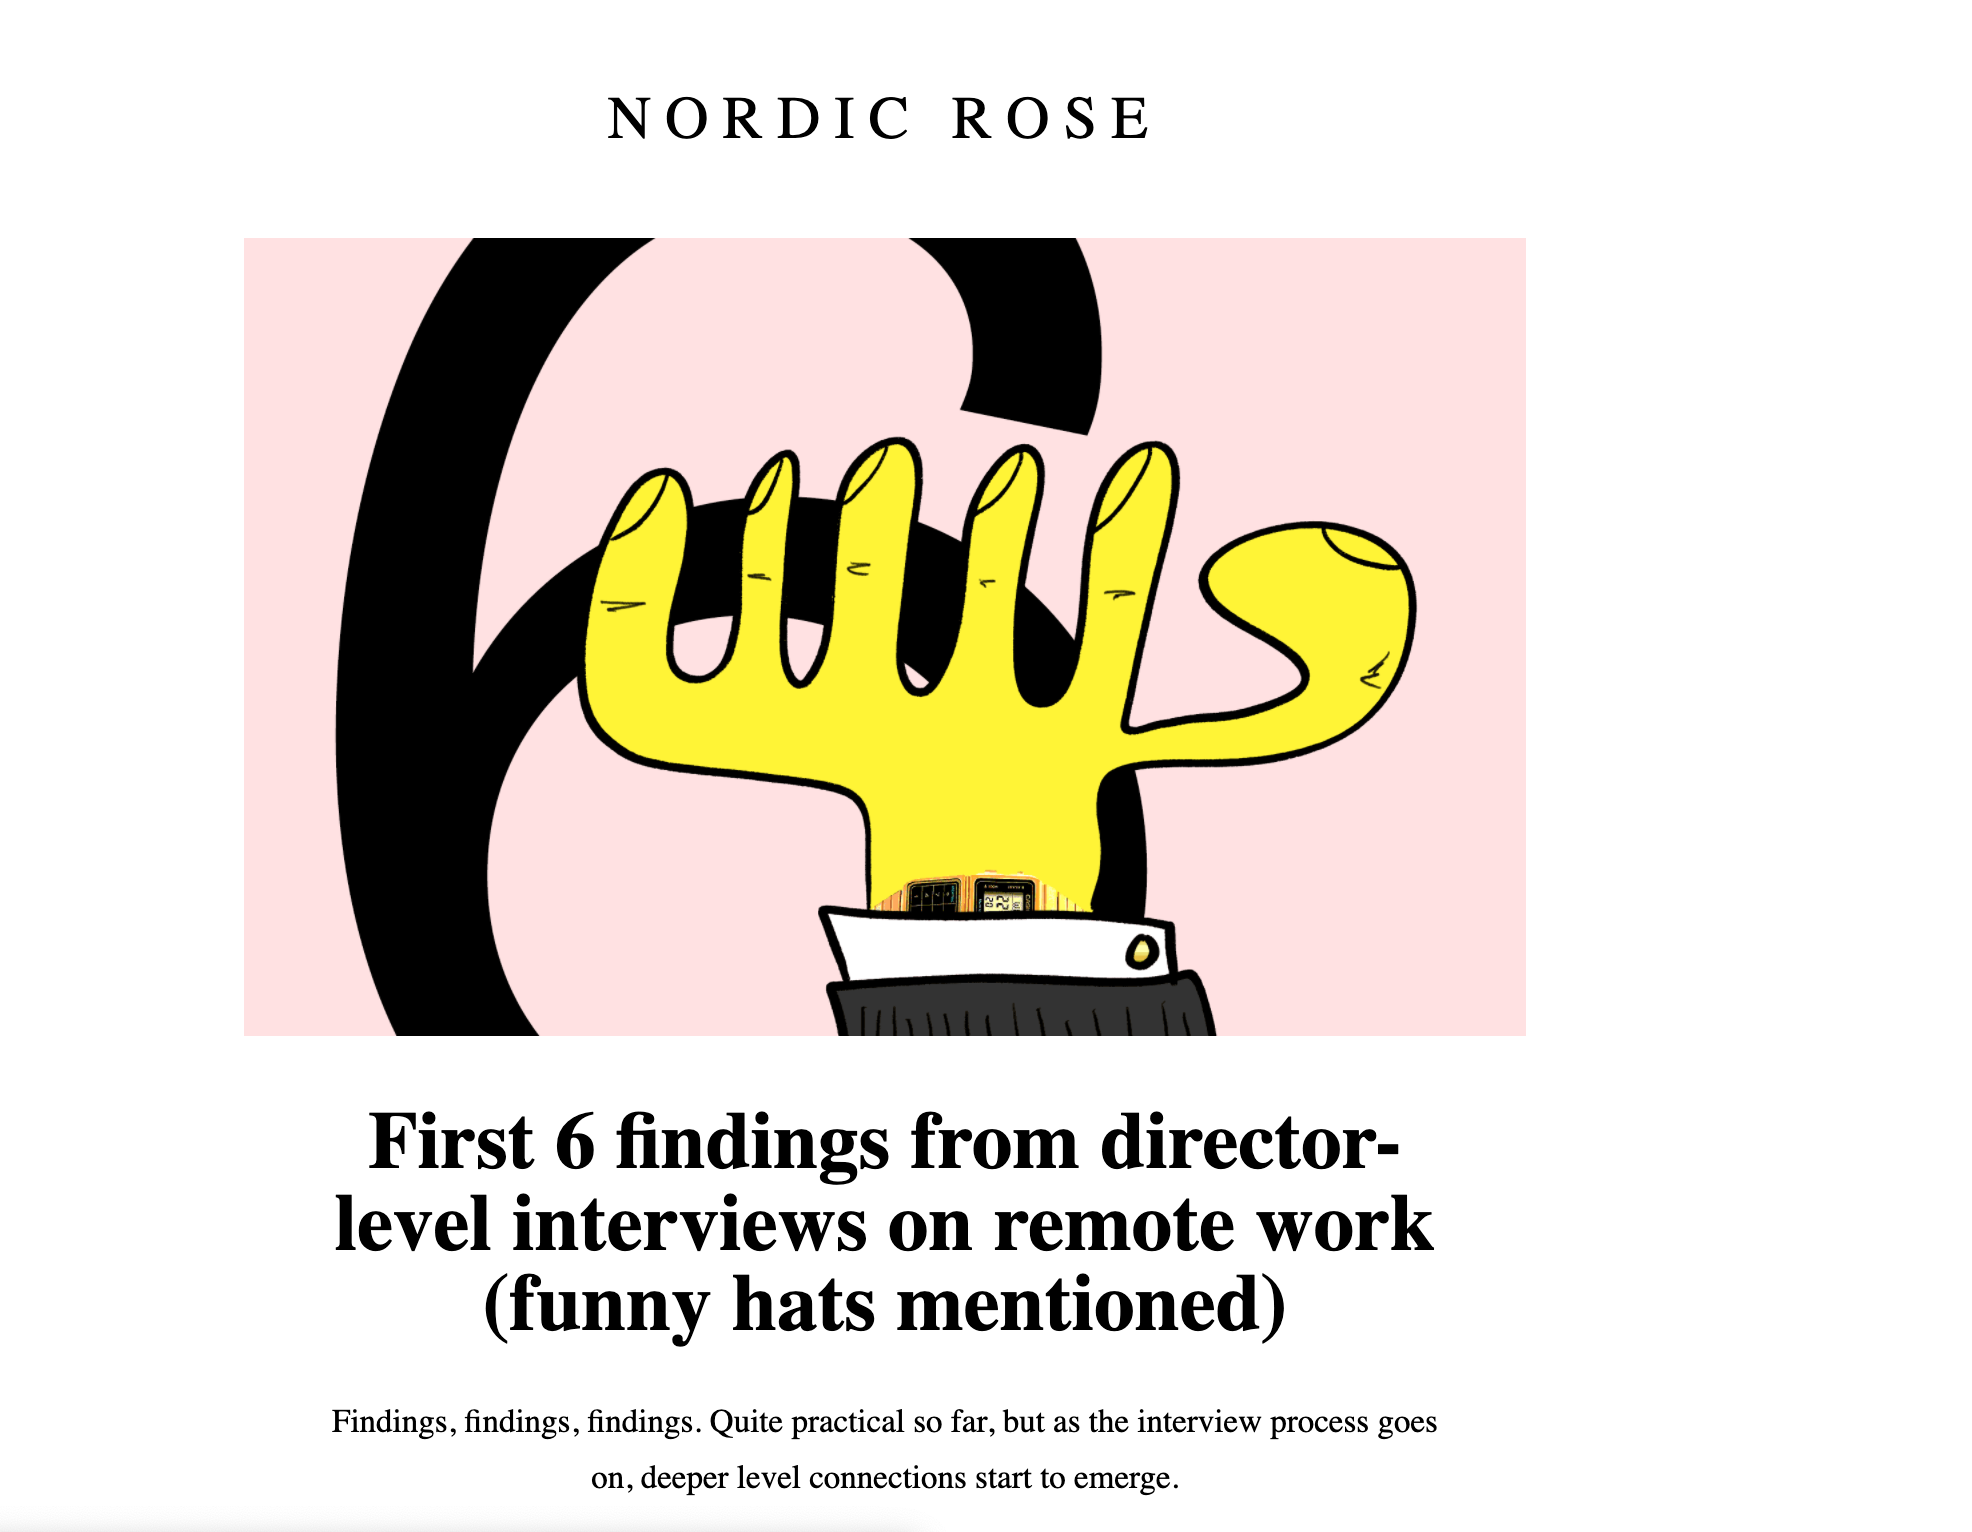 NORDIC ROSE
First 6 findings from director-
level interviews on remote work
(funny hats mentioned)
Findings, findings, findings. Quite practical so far, but as the interview process goes
on, deeper level connections start to emerge.